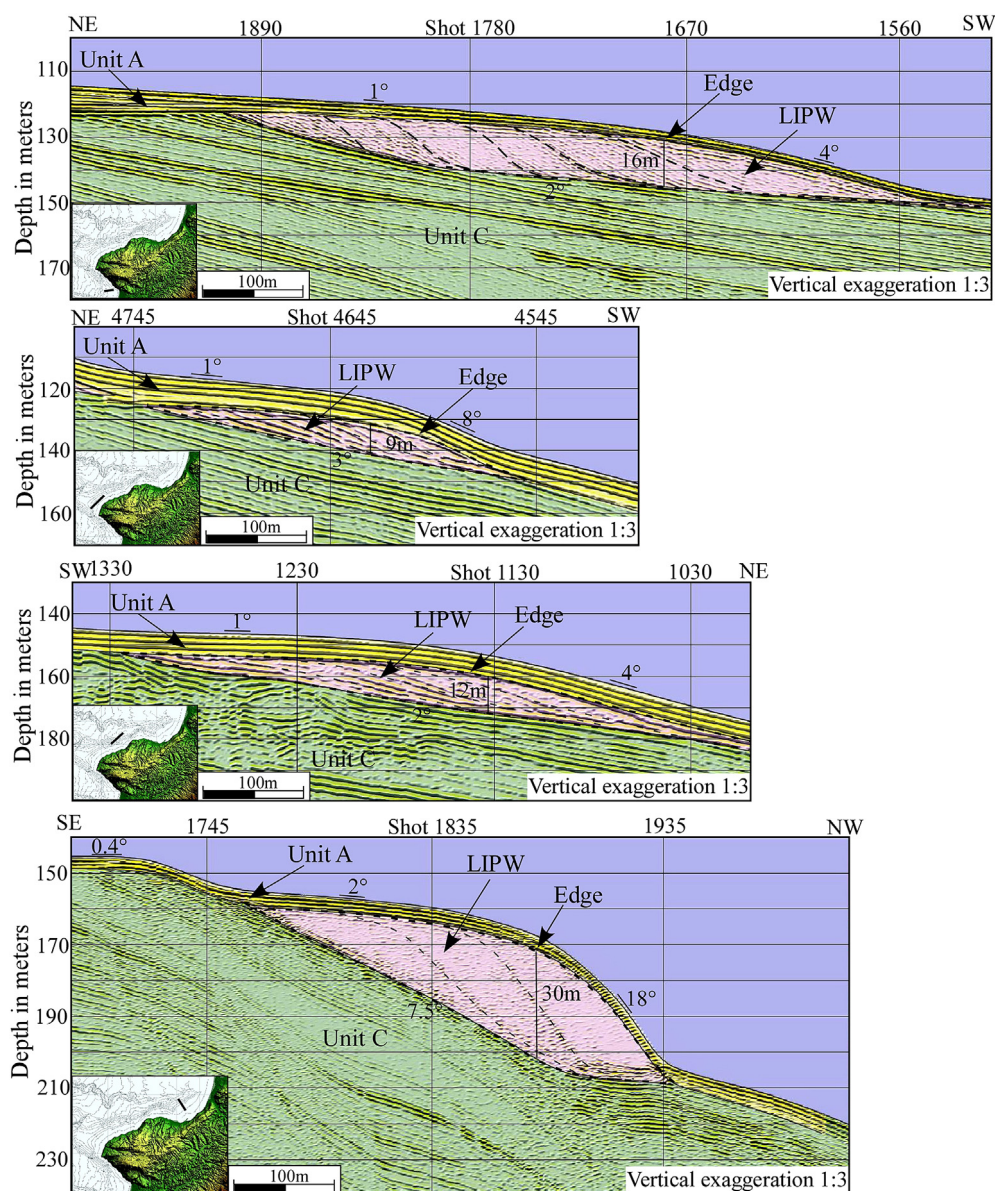 NE 1890 Shot 1780 1670 1560 SW
Unit A
1°
Edge
LIPW
110
130
150
170
Depth in meters
16m
4°
2°
Unit C
100m
Vertical exaggeration 1:3
NE 4745 Shot 4645 4545 SW
Unit A
1°
LIPW
Edge
8°
120
140
160
Depth in meters
9m
3°
Unit C
100m
Vertical exaggeration 1:3
SW 1330 1230 Shot 1130 1030 NE
Unit A
1°
LIPW
Edge
4°
140
160
180
Depth in meters
12m
2°
Unit C
100m
Vertical exaggeration 1:3
SE 1745 Shot 1835 1935 NW
0.4°
Unit A
2°
LIPW
Edge
150
170
190
210
230
Depth in meters
30m
18°
7.5°
Unit C
100m
Vertical exaggeration 1:3